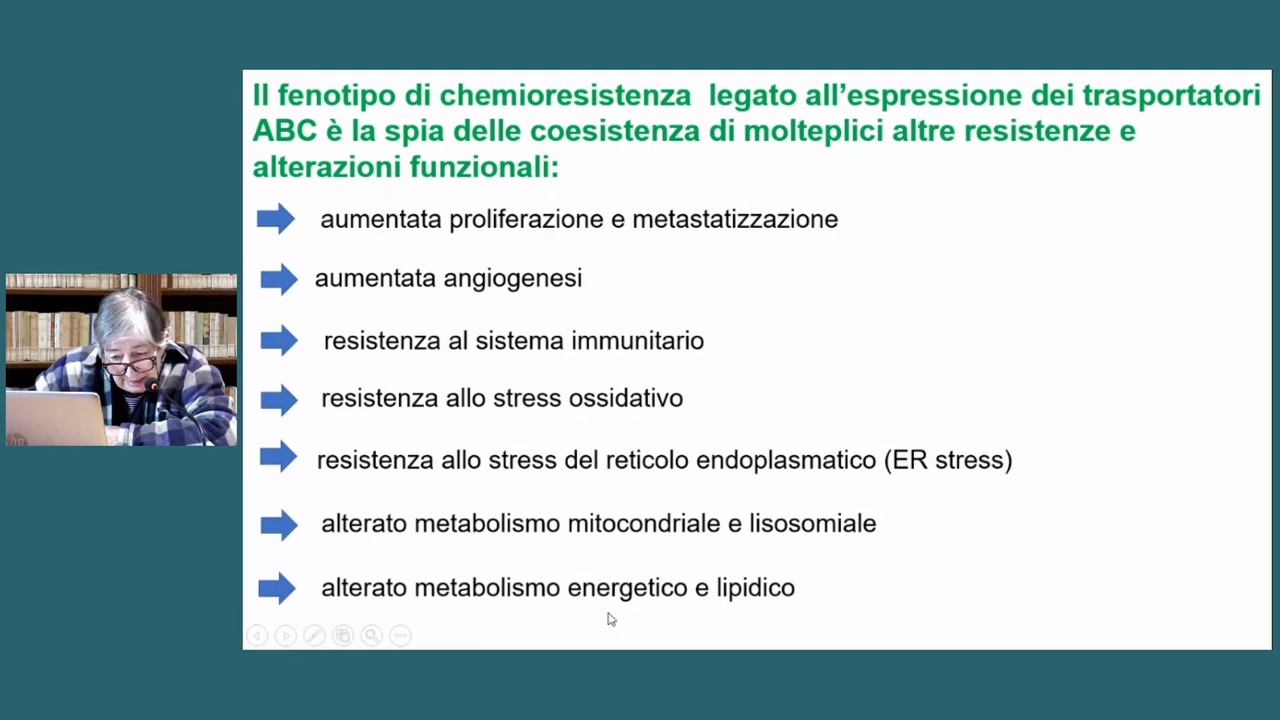 Il fenotipo di chemioresistenza legato all’espressione dei trasportatori
ABC è la spia delle coesistenza di molteplici altre resistenze e
alterazioni funzionali:
aumentata proliferazione e metastatizzazione
aumentata angiogenesi
resistenza al sistema immunitario
resistenza allo stress ossidativo
resistenza allo stress del reticolo endoplasmatico (ER stress)
alterato metabolismo mitocondriale e lisosomiale
alterato metabolismo energetico e lipidico
hp